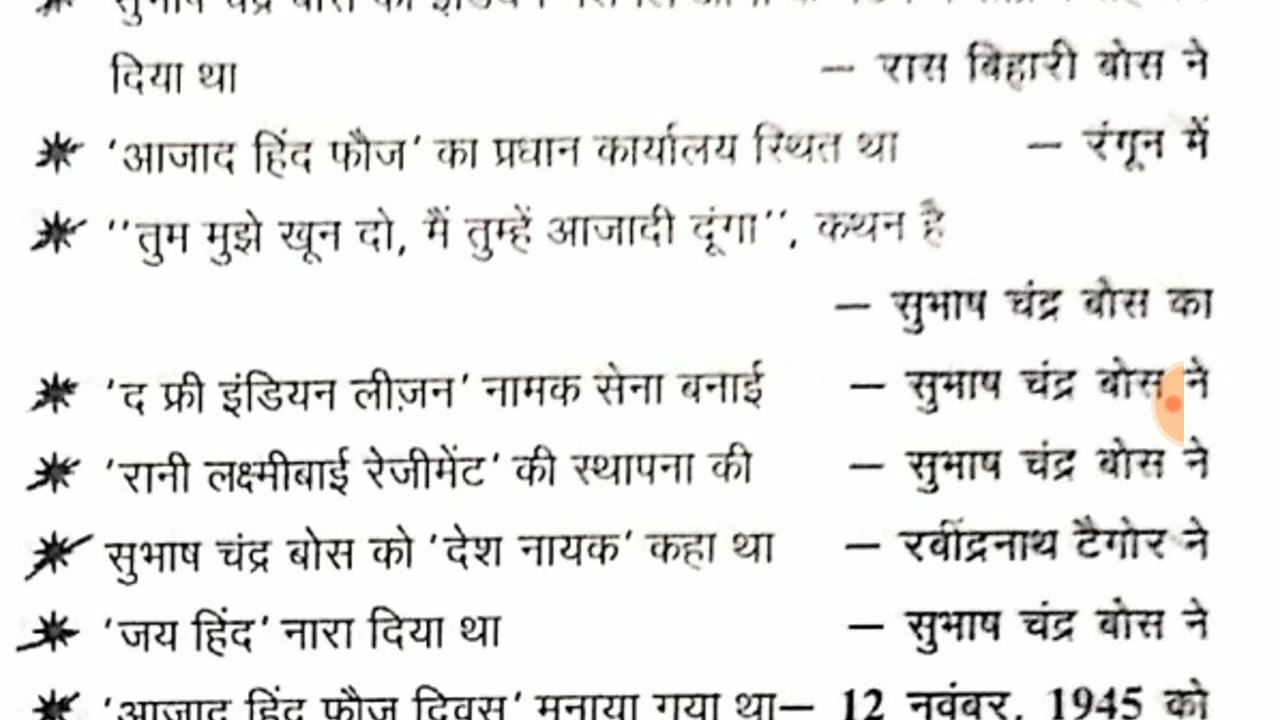 सुभाष चंद्र बोस को इंडियन
दिया था – रास बिहारी बोस ने
'आजाद हिंद फौज' का प्रधान कार्यालय स्थित था – रंगून में
''तुम मुझे खून दो, मैं तुम्हें आजादी दूंगा'', कथन है
– सुभाष चंद्र बोस का
'द फ्री इंडियन लीज़न' नामक सेना बनाई – सुभाष चंद्र बोस ने
'रानी लक्ष्मीबाई रेजीमेंट' की स्थापना की – सुभाष चंद्र बोस ने
सुभाष चंद्र बोस को 'देश नायक' कहा था – रवींद्रनाथ टैगोर ने
'जय हिंद' नारा दिया था – सुभाष चंद्र बोस ने
'आजाद हिंद फौज दिवस' मनाया गया था– 12 नवंबर, 1945 को